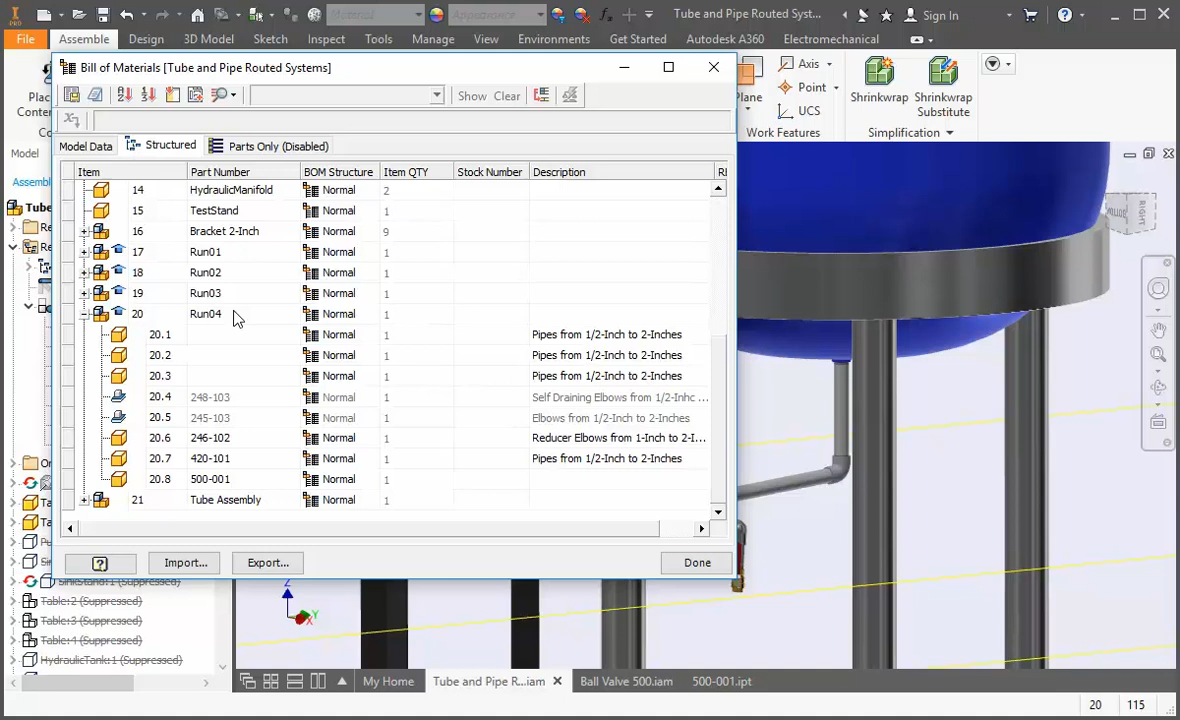 PRO
Material
Appearance
Tube and Pipe Routed Syst...
Sign In
File
Assemble
Design
3D Model
Sketch
Inspect
Tools
Manage
View
Environments
Get Started
Autodesk A360
Electromechanical
Bill of Materials [Tube and Pipe Routed Systems]
Show Clear
Model Data
Structured
Parts Only (Disabled)
Item Part Number BOM Structure Item QTY Stock Number Description
14 HydraulicManifold Normal 2
15 TestStand Normal 1
16 Bracket 2-Inch Normal 9
17 Run01 Normal 1
18 Run02 Normal 1
19 Run03 Normal 1
20 Run04 Normal 1
20.1 Normal 1 Pipes from 1/2-Inch to 2-Inches
20.2 Normal 1 Pipes from 1/2-Inch to 2-Inches
20.3 Normal 1 Pipes from 1/2-Inch to 2-Inches
20.4 248-103 Normal 1 Self Draining Elbows from 1/2-Inhc ...
20.5 245-103 Normal 1 Elbows from 1/2-Inch to 2-Inches
20.6 246-102 Normal 1 Reducer Elbows from 1-Inch to 2-I...
20.7 420-101 Normal 1 Pipes from 1/2-Inch to 2-Inches
20.8 500-001 Normal 1
21 Tube Assembly Normal 1
Import...
Export...
Done
Plane
Axis
Point
UCS
Work Features
Shrinkwrap
Shrinkwrap
Substitute
Simplification
Model
Assembl
Tube
SinkStand:1 (Suppressed)
Table:2 (Suppressed)
Table:3 (Suppressed)
Table:4 (Suppressed)
HydraulicTank:1 (Suppressed)
BOTTOM
RIGHT
Z
Y
X
My Home
Tube and Pipe R...iam
Ball Valve 500.iam
500-001.ipt
20
115